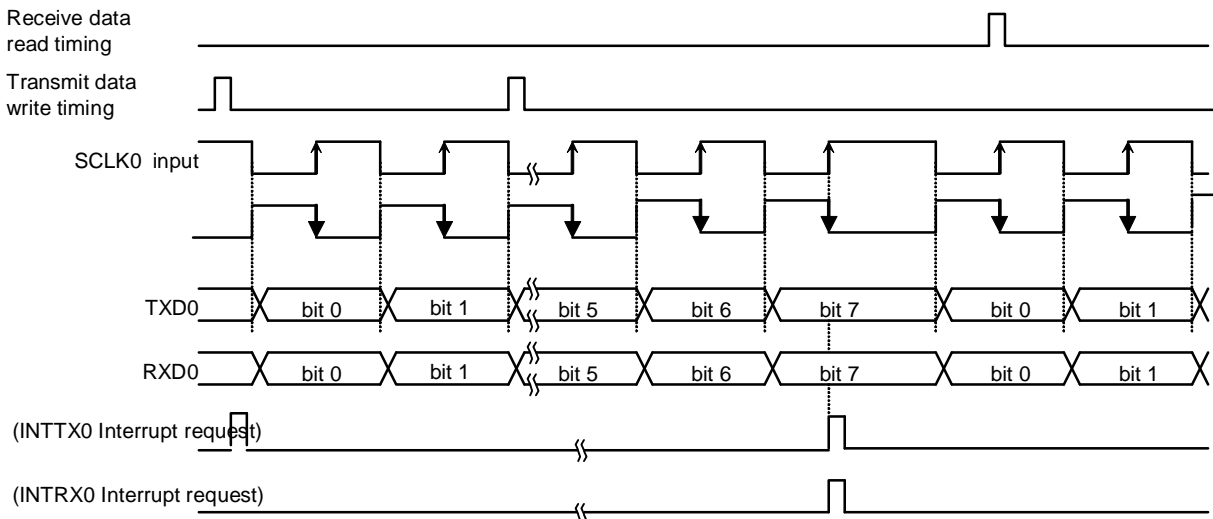 Receive data
read timing
Transmit data
write timing
SCLK0 input
TXD0 bit 0 bit 1 bit 5 bit 6 bit 7 bit 0 bit 1
RXD0 bit 0 bit 1 bit 5 bit 6 bit 7 bit 0 bit 1
(INTTX0 Interrupt request)
(INTRX0 Interrupt request)